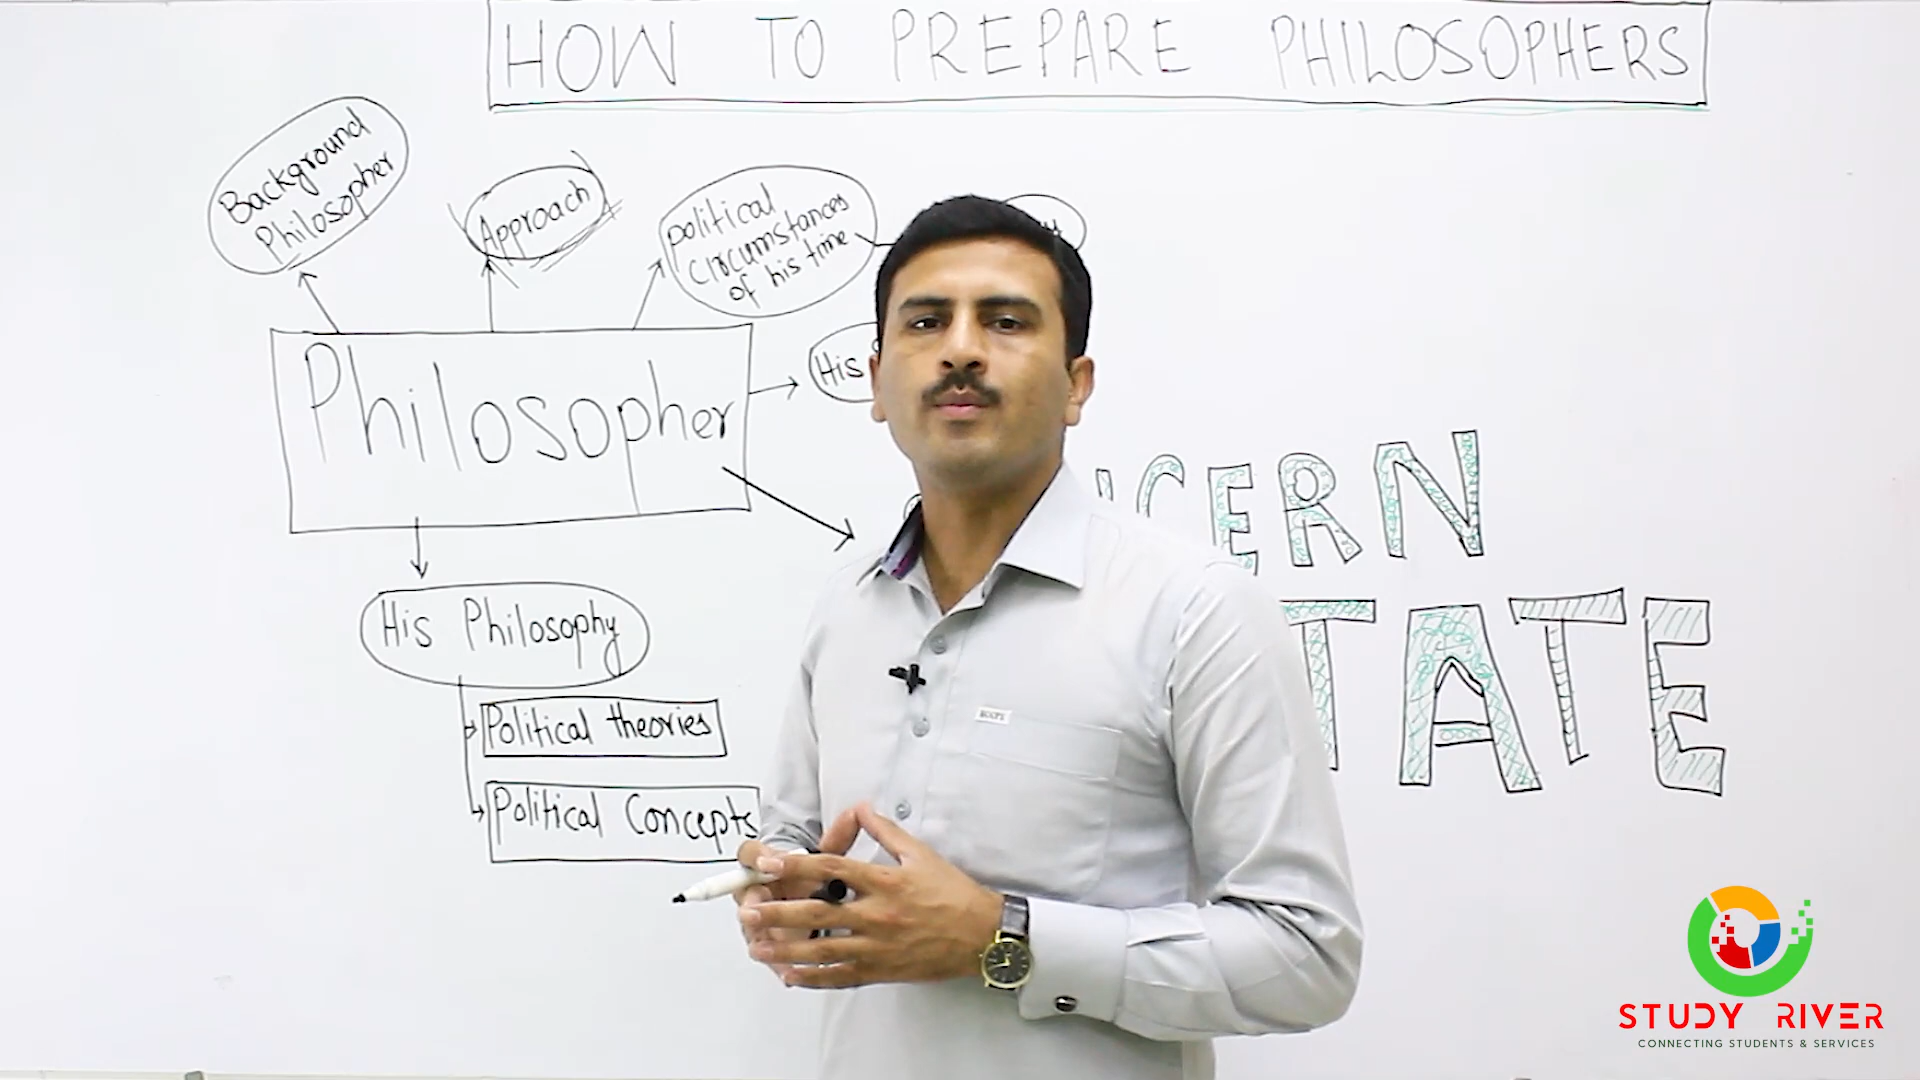 HOW TO PREPARE PHILOSOPHERS
Background
Philosopher
Approach
political
circumstances
of his time
Philosopher
His
His Philosophy
Political theories
Political Concepts
TATE
STUDY RIVER
CONNECTING STUDENTS & SERVICES